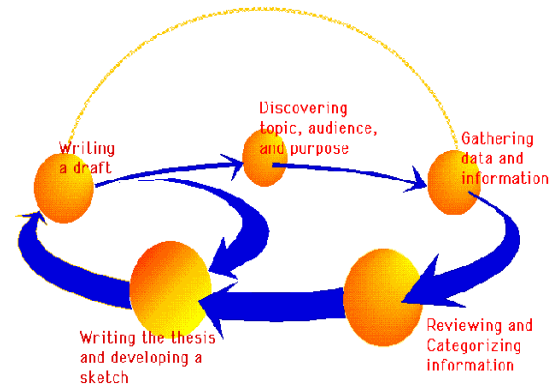 Discovering
topic, audience,
and purpose
Gathering
data and
information
Reviewing and
Categorizing
information
Writing the thesis
and developing a
sketch
Writing
a draft